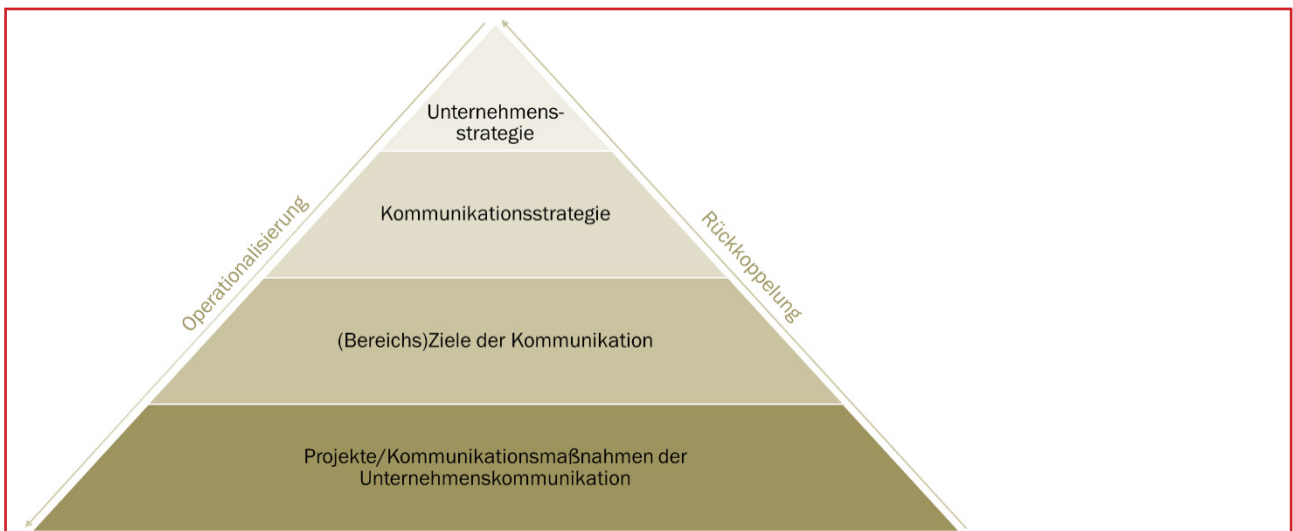 Unternehmens-
strategie
Kommunikationsstrategie
Operationalisierung
Rückkoppelung
(Bereichs)Ziele der Kommunikation
Projekte/Kommunikationsmaßnahmen der
Unternehmenskommunikation